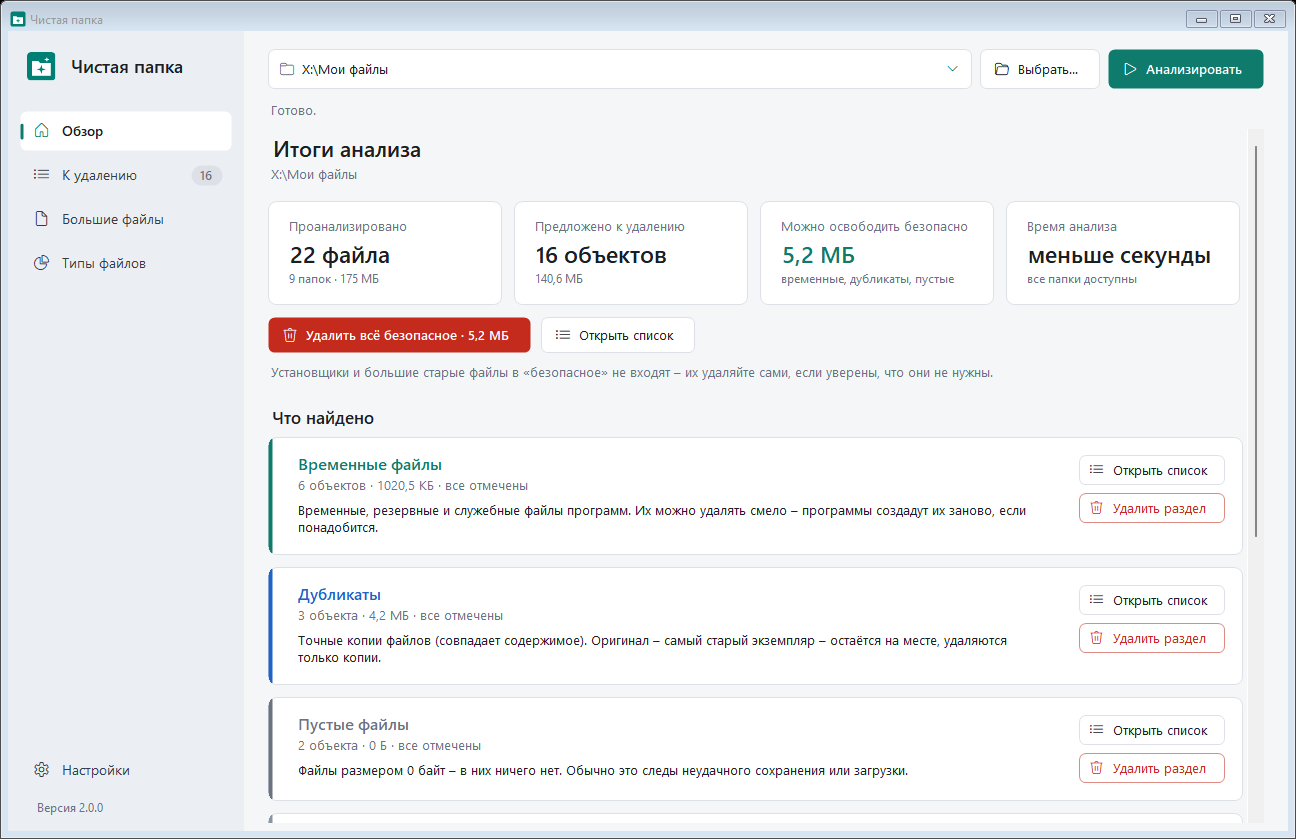 Чистая папка
Чистая папка
Обзор
К удалению
16
Большие файлы
Типы файлов
Настройки
Версия 2.0.0
X:\Мои файлы
Выбрать...
Анализировать
Готово.
Итоги анализа
X:\Мои файлы
Проанализировано
22 файла
9 папок · 175 МБ
Предложено к удалению
16 объектов
140,6 МБ
Можно освободить безопасно
5,2 МБ
временные, дубликаты, пустые
Время анализа
меньше секунды
все папки доступны
Удалить всё безопасное · 5,2 МБ
Открыть список
Установщики и большие старые файлы в «безопасное» не входят – их удаляйте сами, если уверены, что они не нужны.
Что найдено
Временные файлы
6 объектов · 1020,5 КБ · все отмечены
Временные, резервные и служебные файлы программ. Их можно удалять смело – программы создадут их заново, если
понадобится.
Открыть список
Удалить раздел
Дубликаты
3 объекта · 4,2 МБ · все отмечены
Точные копии файлов (совпадает содержимое). Оригинал – самый старый экземпляр – остаётся на месте, удаляются
только копии.
Открыть список
Удалить раздел
Пустые файлы
2 объекта · 0 Б · все отмечены
Файлы размером 0 байт – в них ничего нет. Обычно это следы неудачного сохранения или загрузки.
Открыть список
Удалить раздел